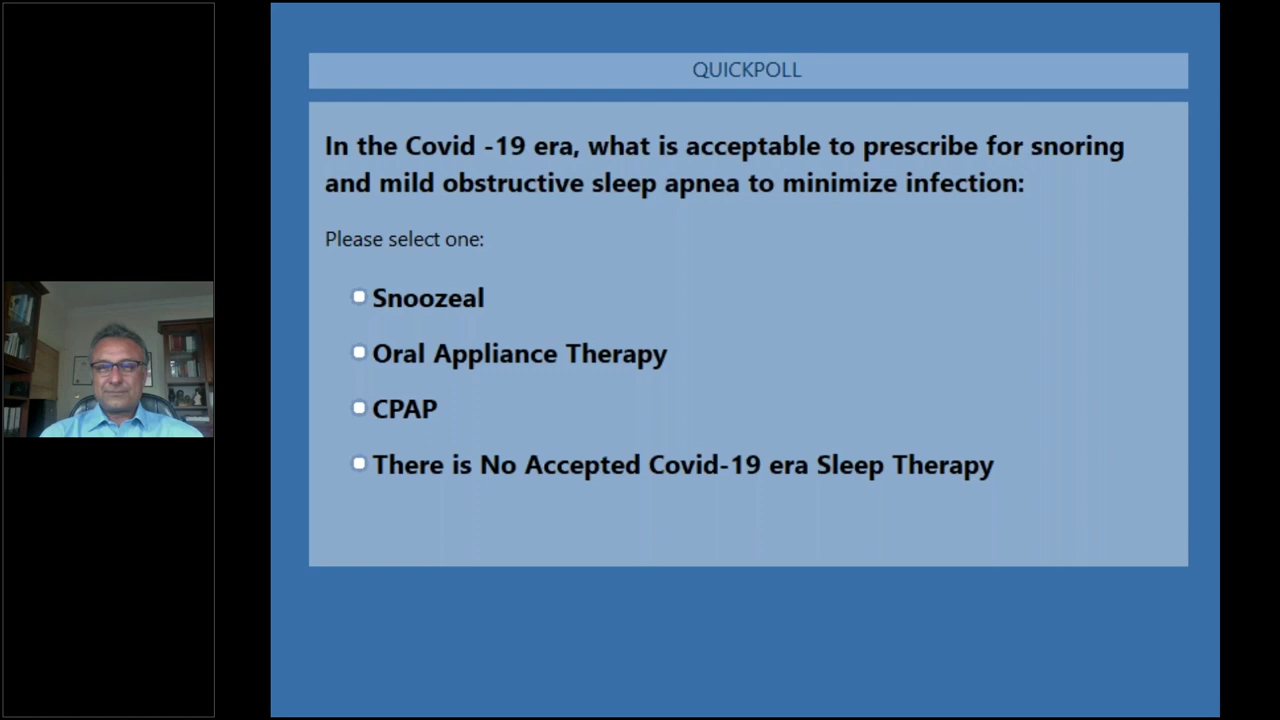 QUICKPOLL
In the Covid -19 era, what is acceptable to prescribe for snoring
and mild obstructive sleep apnea to minimize infection:
Please select one:
Snoozeal
Oral Appliance Therapy
CPAP
There is No Accepted Covid-19 era Sleep Therapy